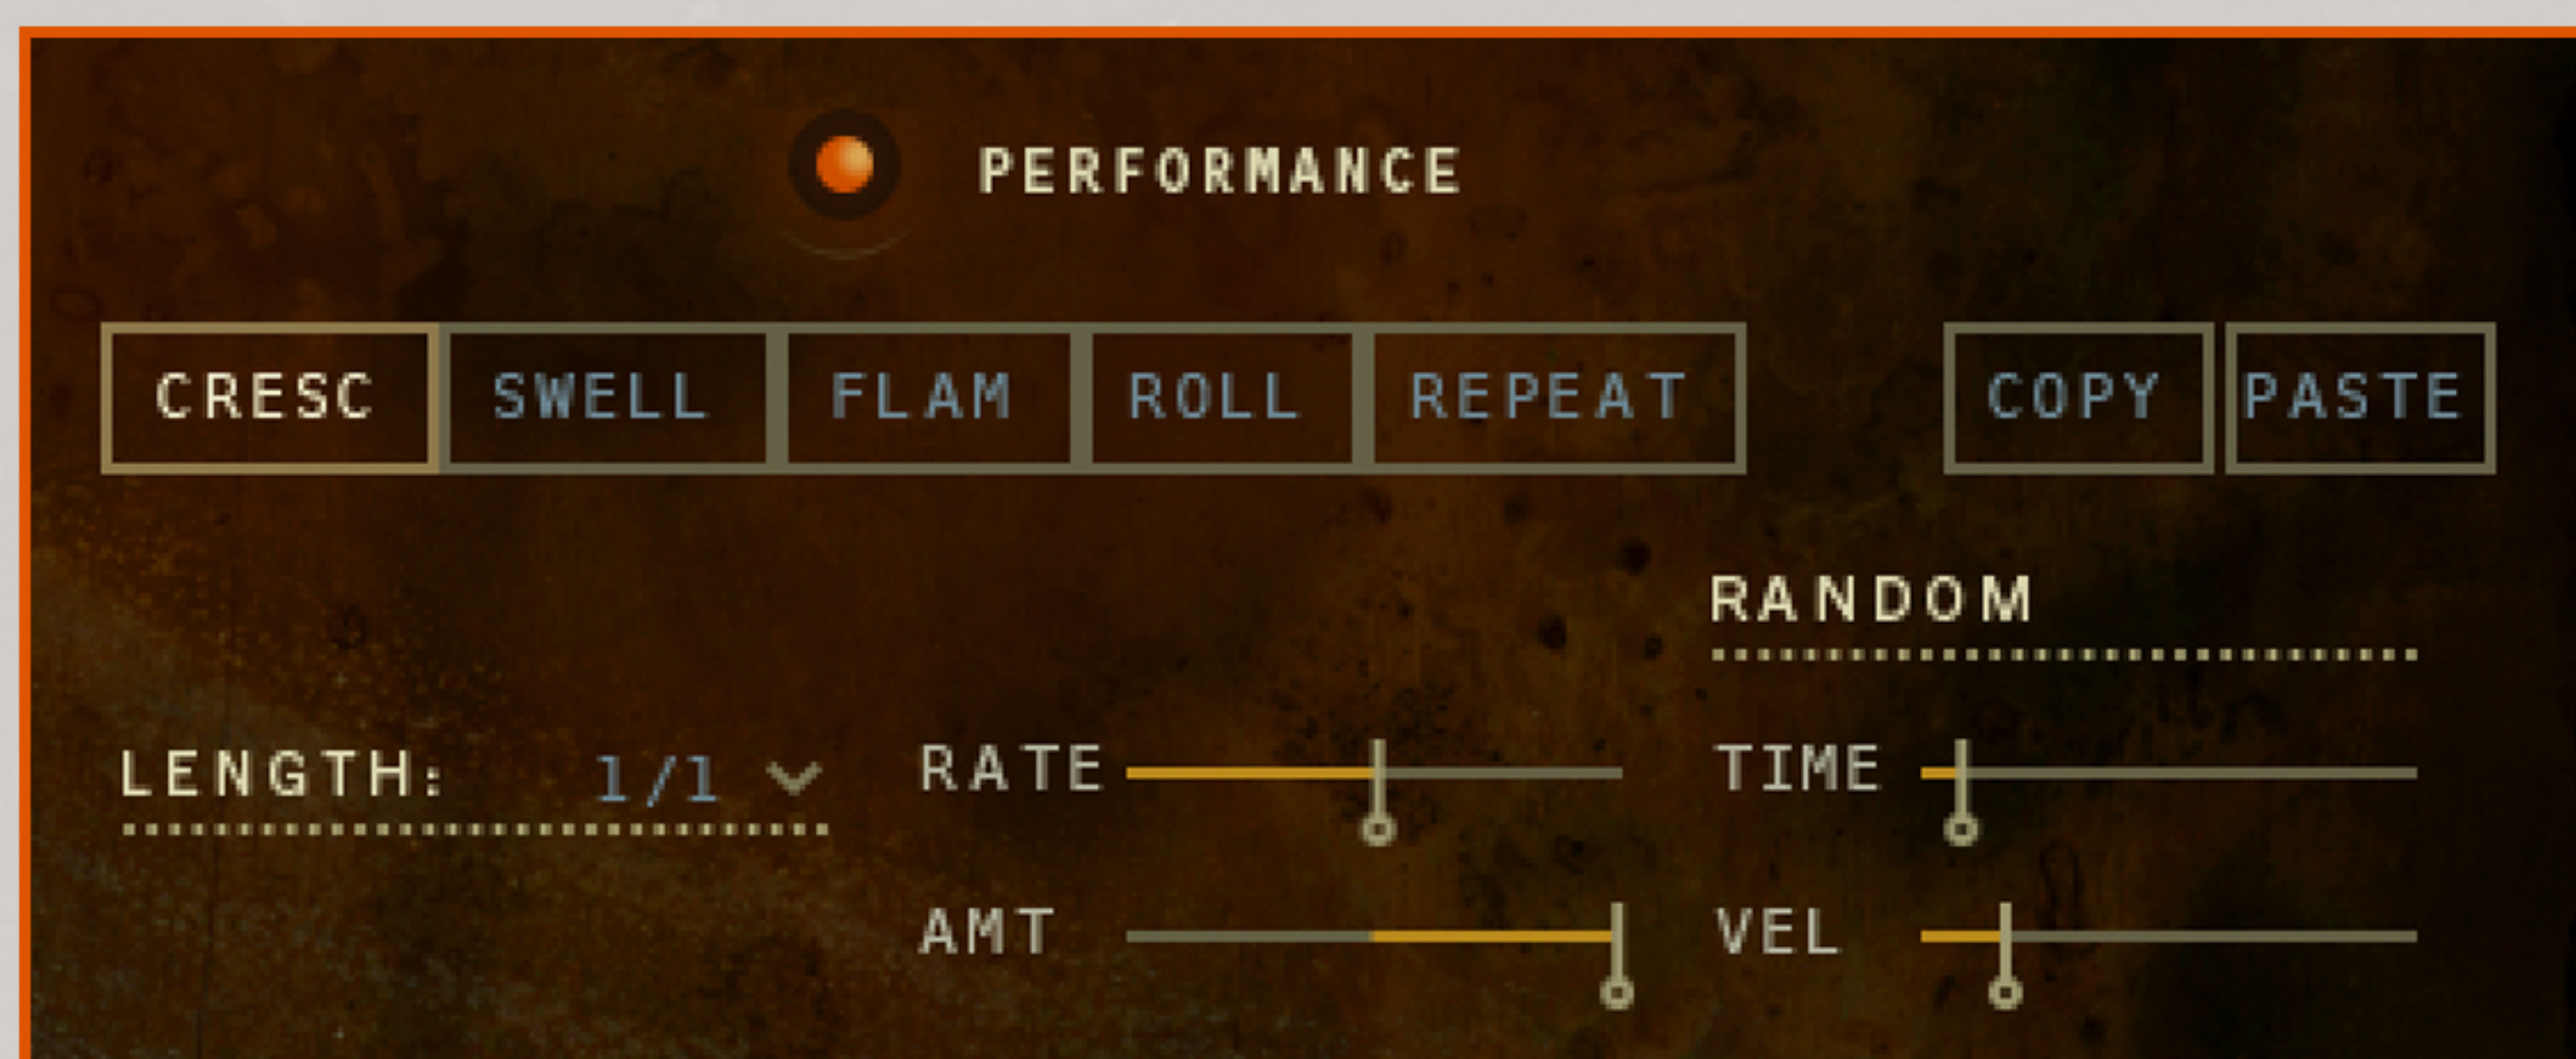 PERFORMANCE
CRESC SWELL FLAM ROLL REPEAT COPY PASTE
RANDOM
LENGTH: 1/1 RATE TIME
AMT VEL